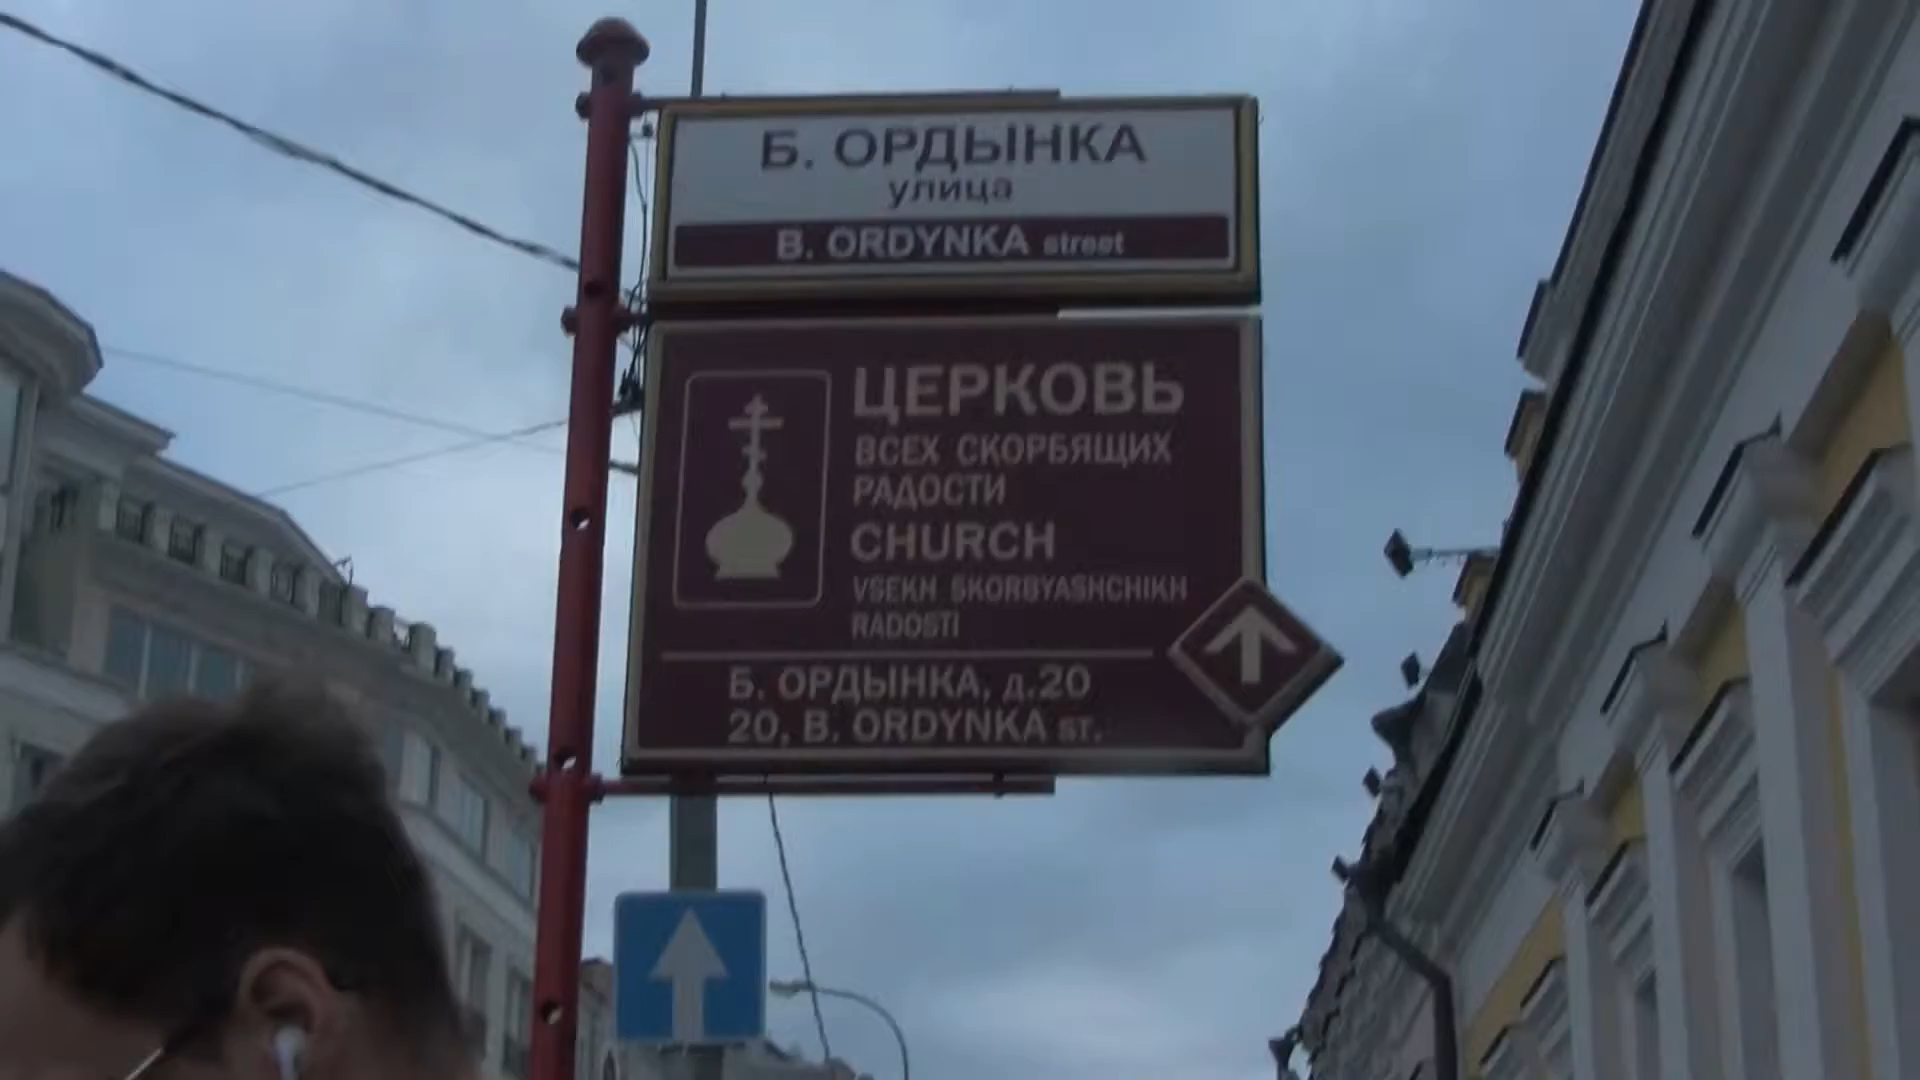 Б. ОРДЫНКА
улица
B. ORDYNKA street
ЦЕРКОВЬ
ВСЕХ СКОРБЯЩИХ
РАДОСТИ
CHURCH
VSEKH SKORBYASHCHIKH
RADOSTI
Б. ОРДЫНКА, д.20
20, B. ORDYNKA ST.